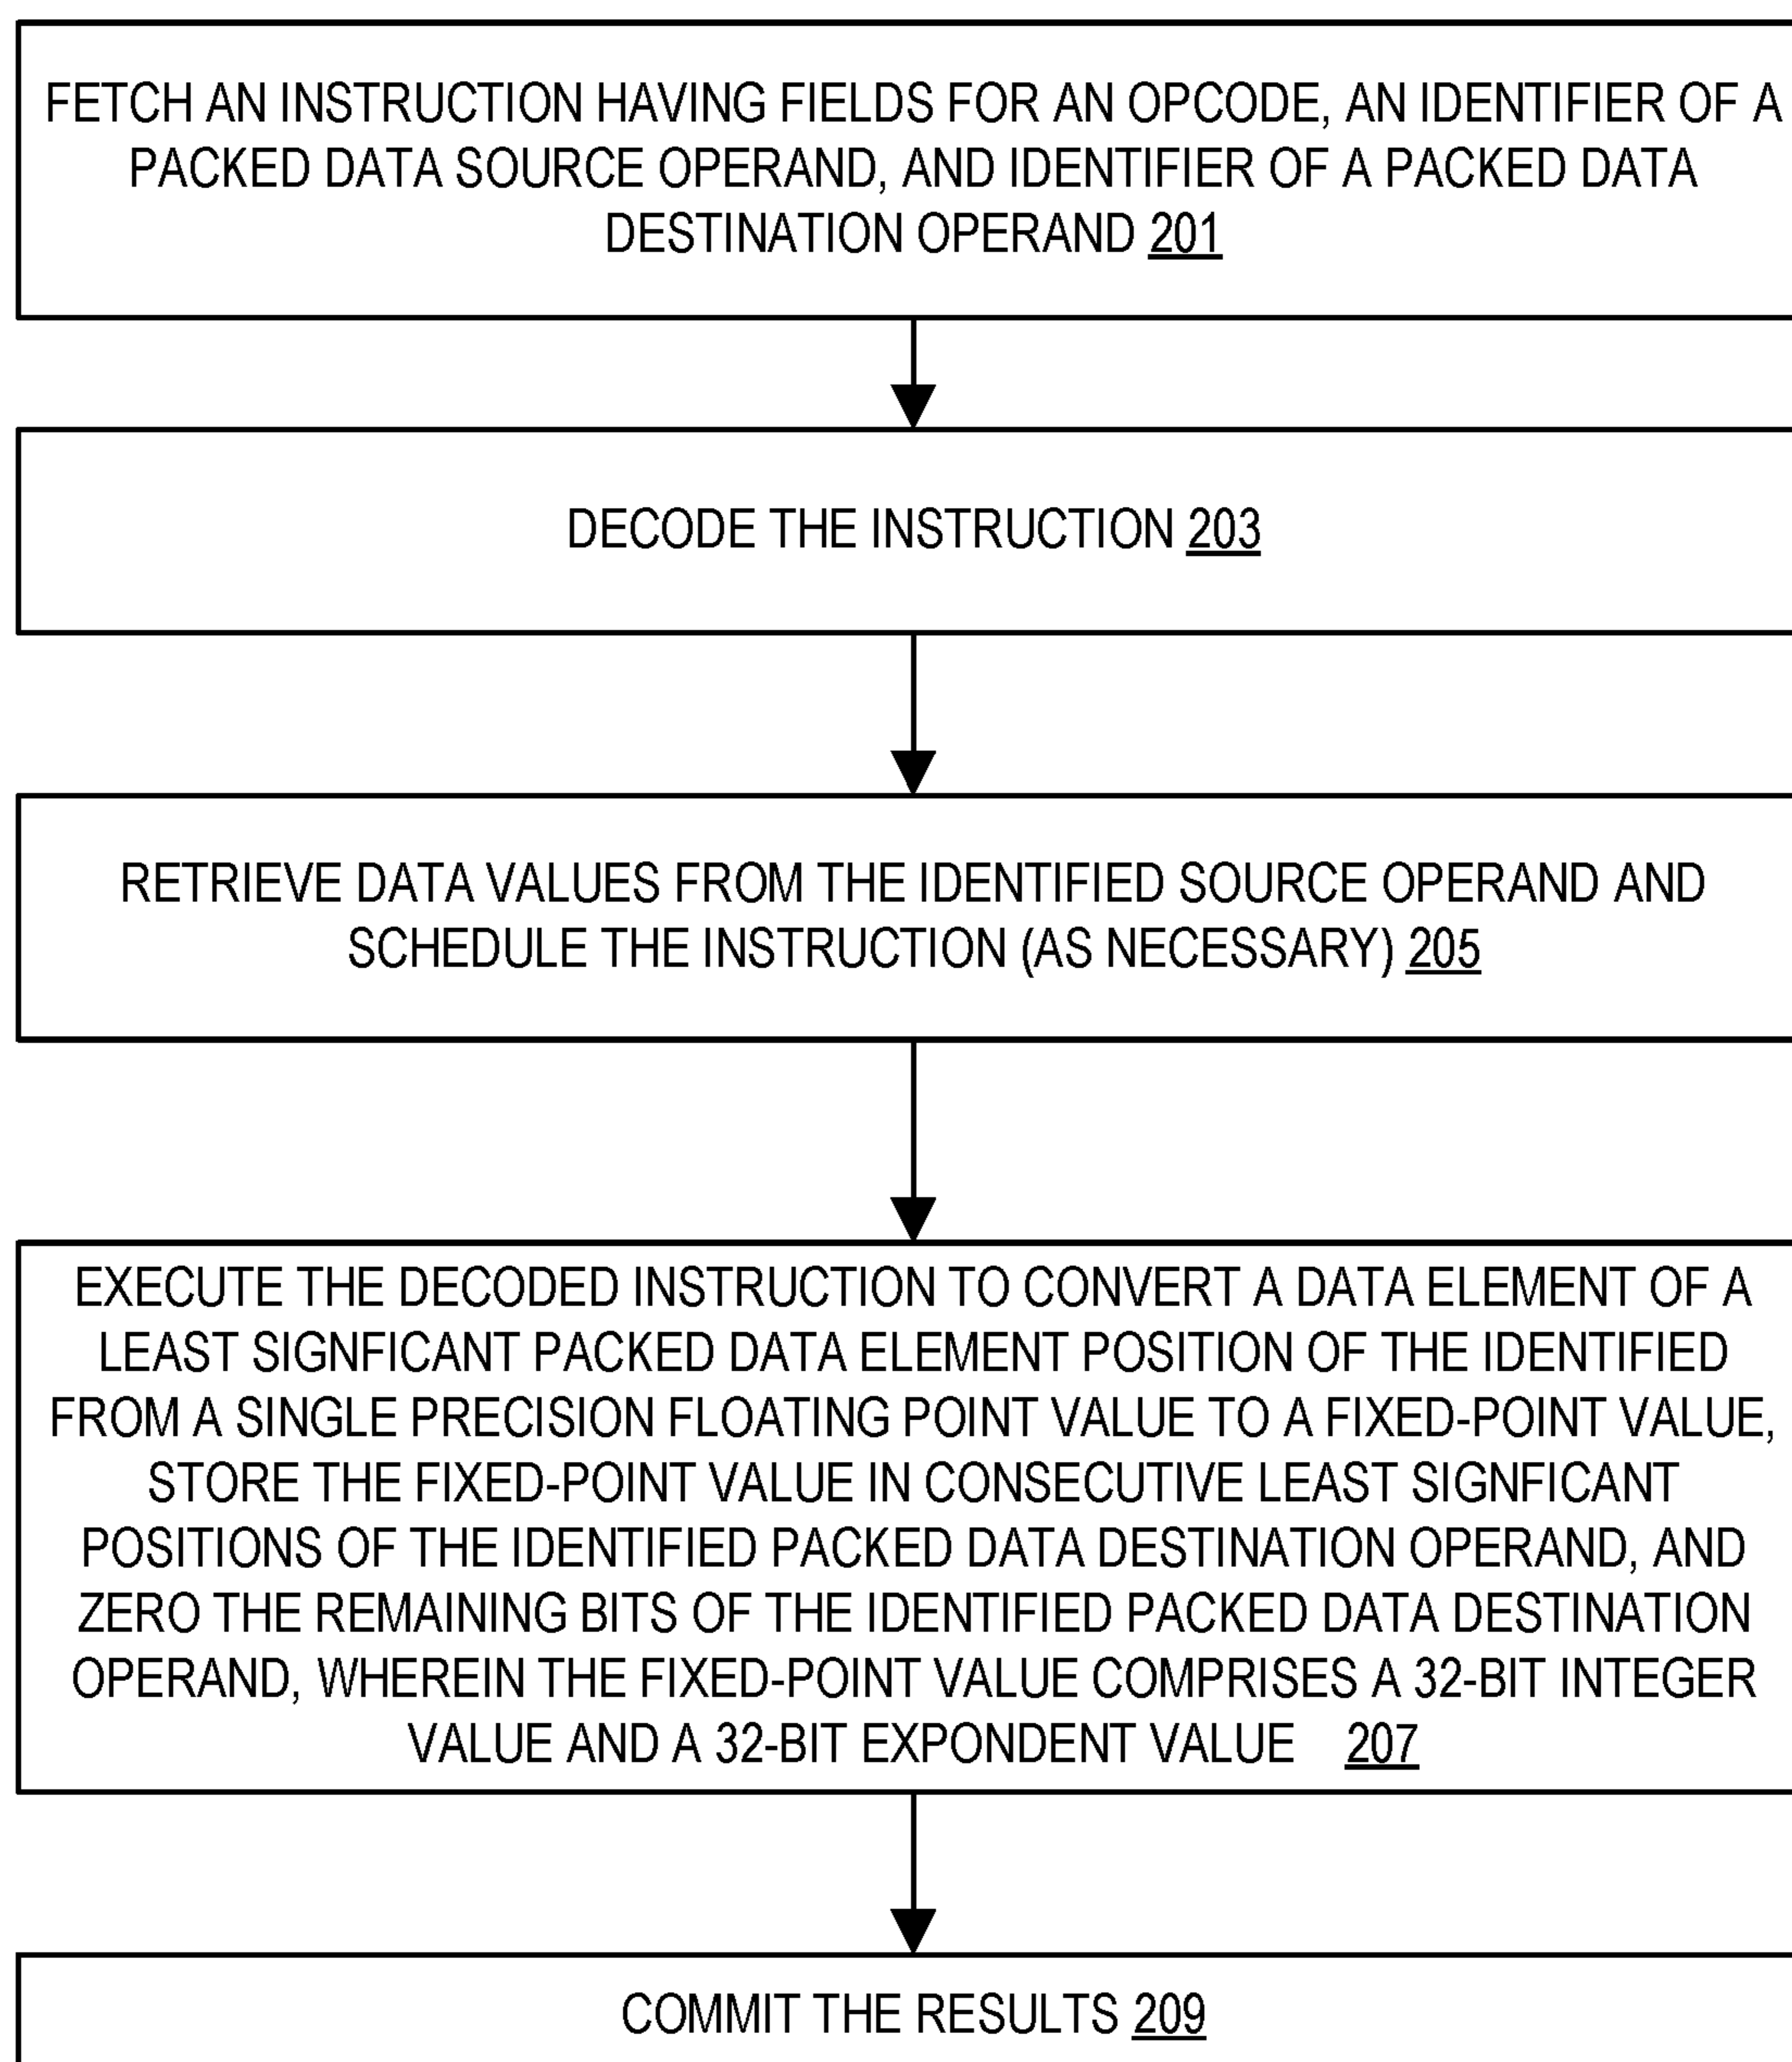 FETCH AN INSTRUCTION HAVING FIELDS FOR AN OPCODE, AN IDENTIFIER OF A
PACKED DATA SOURCE OPERAND, AND IDENTIFIER OF A PACKED DATA
DESTINATION OPERAND 201
DECODE THE INSTRUCTION 203
RETRIEVE DATA VALUES FROM THE IDENTIFIED SOURCE OPERAND AND
SCHEDULE THE INSTRUCTION (AS NECESSARY) 205
EXECUTE THE DECODED INSTRUCTION TO CONVERT A DATA ELEMENT OF A
LEAST SIGNFICANT PACKED DATA ELEMENT POSITION OF THE IDENTIFIED
FROM A SINGLE PRECISION FLOATING POINT VALUE TO A FIXED-POINT VALUE,
STORE THE FIXED-POINT VALUE IN CONSECUTIVE LEAST SIGNFICANT
POSITIONS OF THE IDENTIFIED PACKED DATA DESTINATION OPERAND, AND
ZERO THE REMAINING BITS OF THE IDENTIFIED PACKED DATA DESTINATION
OPERAND, WHEREIN THE FIXED-POINT VALUE COMPRISES A 32-BIT INTEGER
VALUE AND A 32-BIT EXPONDENT VALUE 207
COMMIT THE RESULTS 209